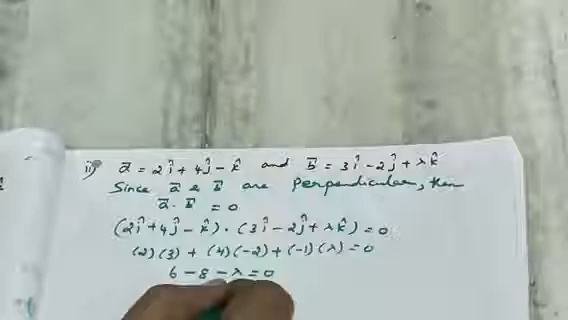 ii) a̅ = 2î + 4ĵ - k̂ and b̅ = 3î - 2ĵ + λk̂
Since a̅ & b̅ are perpendicular, then
a̅ . b̅ = 0
(2î + 4ĵ - k̂) . (3î - 2ĵ + λk̂) = 0
(2)(3) + (4)(-2) + (-1)(λ) = 0
6 - 8 - λ = 0